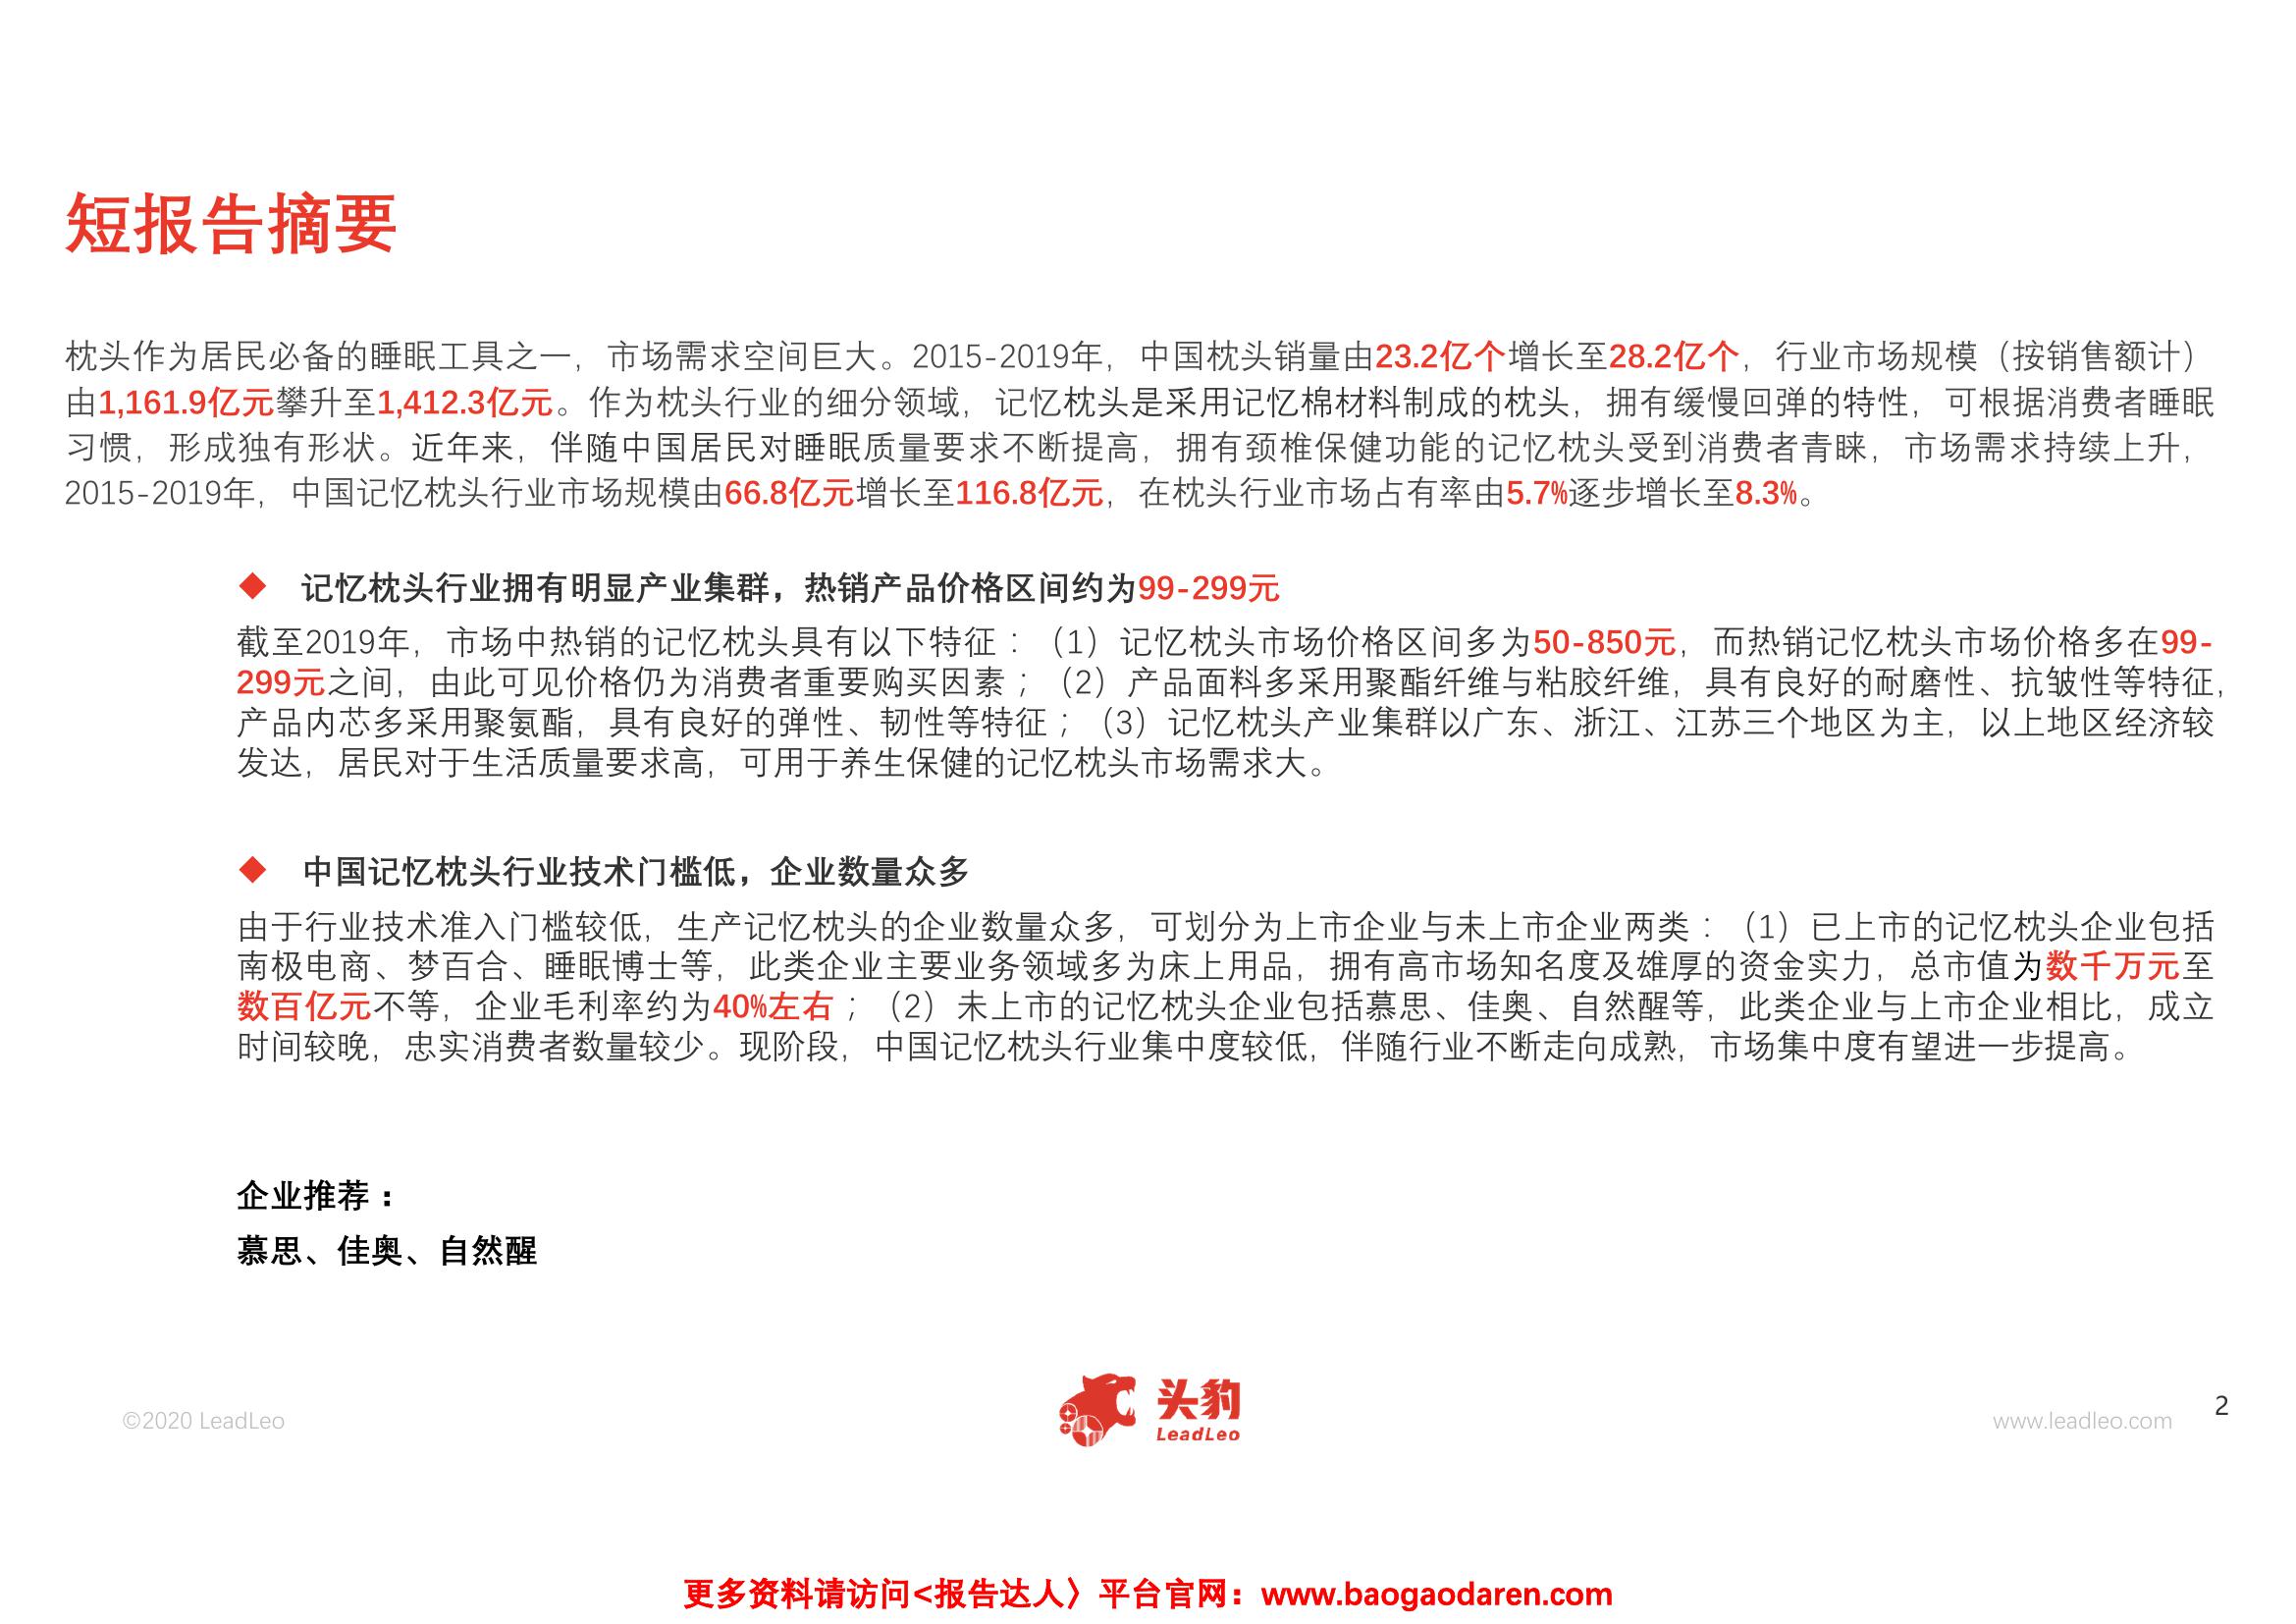 短报告摘要
枕头作为居民必备的睡眠工具之一，市场需求空间巨大。2015-2019年，中国枕头销量由23.2亿个增长至28.2亿个，行业市场规模（按销售额计）
由1,161.9亿元攀升至1,412.3亿元。作为枕头行业的细分领域，记忆枕头是采用记忆棉材料制成的枕头，拥有缓慢回弹的特性，可根据消费者睡眠
习惯，形成独有形状。近年来，伴随中国居民对睡眠质量要求不断提高，拥有颈椎保健功能的记忆枕头受到消费者青睐，市场需求持续上升，
2015-2019年，中国记忆枕头行业市场规模由66.8亿元增长至116.8亿元，在枕头行业市场占有率由5.7%逐步增长至8.3%。
◆ 记忆枕头行业拥有明显产业集群，热销产品价格区间约为99-299元
截至2019年，市场中热销的记忆枕头具有以下特征：（1）记忆枕头市场价格区间多为50-850元，而热销记忆枕头市场价格多在99-
299元之间，由此可见价格仍为消费者重要购买因素；（2）产品面料多采用聚酯纤维与粘胶纤维，具有良好的耐磨性、抗皱性等特征，
产品内芯多采用聚氨酯，具有良好的弹性、韧性等特征；（3）记忆枕头产业集群以广东、浙江、江苏三个地区为主，以上地区经济较
发达，居民对于生活质量要求高，可用于养生保健的记忆枕头市场需求大。
◆ 中国记忆枕头行业技术门槛低，企业数量众多
由于行业技术准入门槛较低，生产记忆枕头的企业数量众多，可划分为上市企业与未上市企业两类：（1）已上市的记忆枕头企业包括
南极电商、梦百合、睡眠博士等，此类企业主要业务领域多为床上用品，拥有高市场知名度及雄厚的资金实力，总市值为数千万元至
数百亿元不等，企业毛利率约为40%左右；（2）未上市的记忆枕头企业包括慕思、佳奥、自然醒等，此类企业与上市企业相比，成立
时间较晚，忠实消费者数量较少。现阶段，中国记忆枕头行业集中度较低，伴随行业不断走向成熟，市场集中度有望进一步提高。
企业推荐：
慕思、佳奥、自然醒
©2020 LeadLeo
头豹
LeadLeo
www.leadleo.com
2
更多资料请访问<报告达人〉平台官网：www.baogaodaren.com